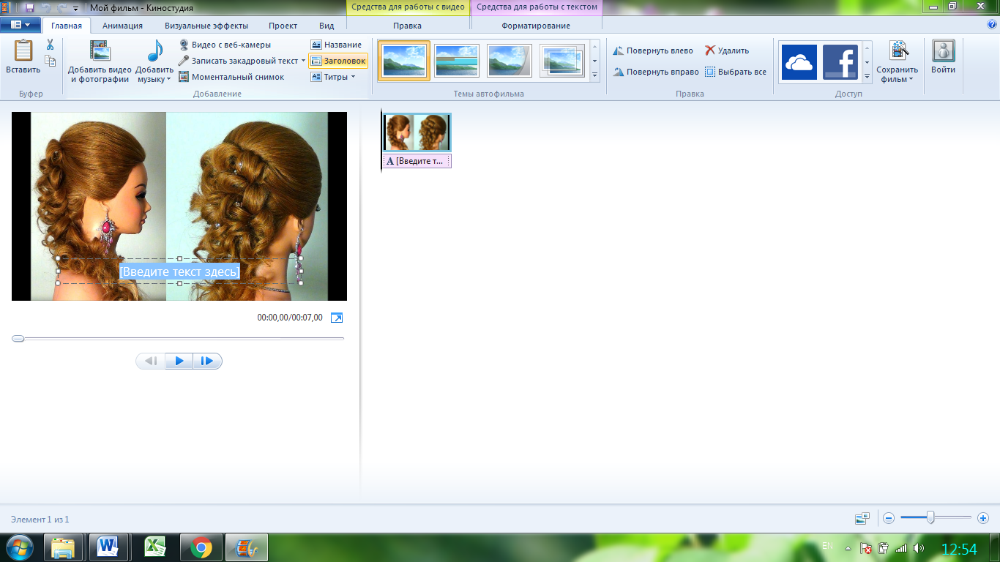 Мой фильм - Киностудия
Средства для работы с видео
Средства для работы с текстом
Главная
Анимация
Визуальные эффекты
Проект
Вид
Правка
Форматирование
Вставить
Буфер
Добавить видео
и фотографии
Добавить
музыку
Видео с веб-камеры
Записать закадровый текст
Моментальный снимок
Название
Заголовок
Титры
Добавление
Темы автофильма
Повернуть влево
Повернуть вправо
Удалить
Выбрать все
Правка
Доступ
Сохранить
фильм
Войти
[Введите текст здесь]
00:00,00/00:07,00
A [Введите т...
Элемент 1 из 1
EN
12:54